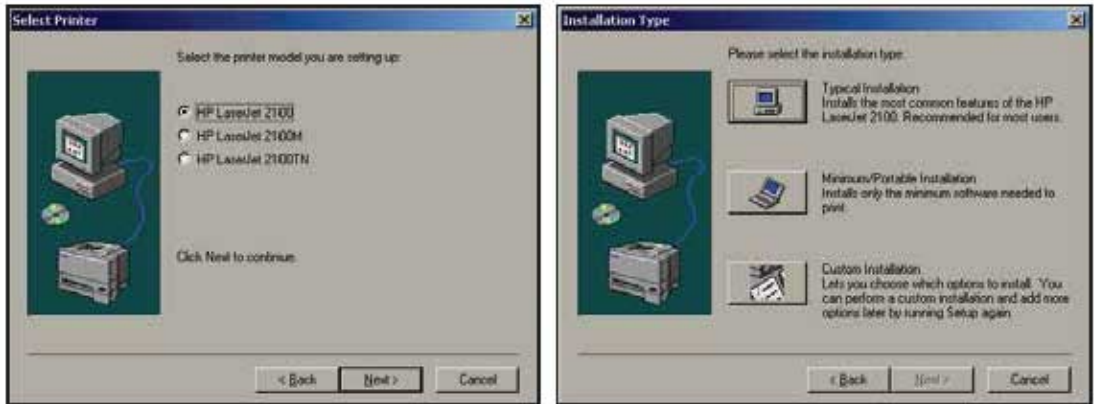 Select Printer
Select the printer model you are setting up:
HP LaserJet 2100
HP LaserJet 2100M
HP LaserJet 2100TN
Click Next to continue.
< Back
Next >
Cancel
Installation Type
Please select the installation type:
Typical Installation
Installs the most common features of the HP
LaserJet 2100. Recommended for most users.
Minimum/Portable Installation
Installs only the minimum software needed to
print.
Custom Installation
Lets you choose which options to install. You
can perform a custom installation and add more
options later by running Setup again.
< Back
Next >
Cancel